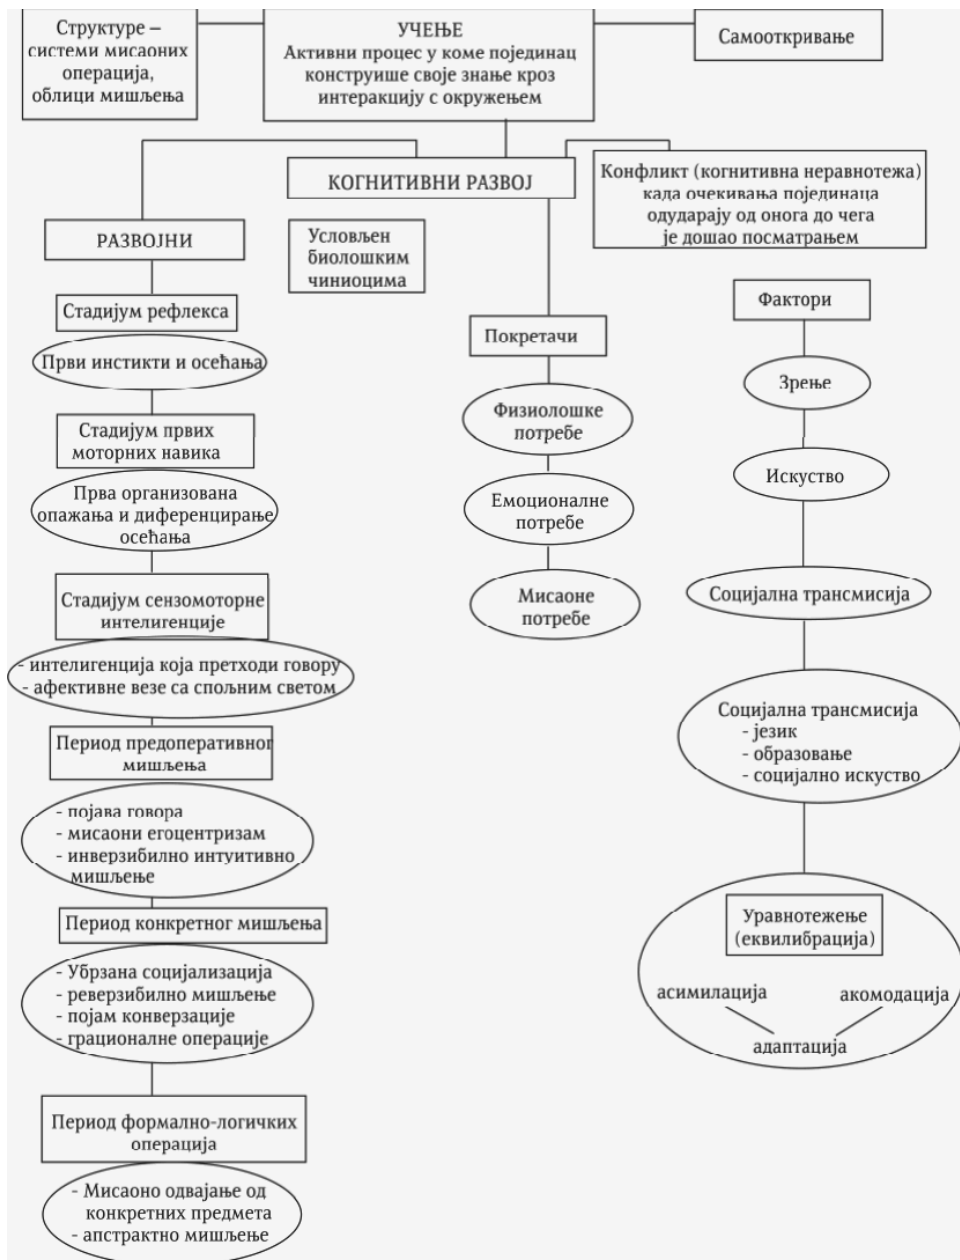 Структуре –
системи мисаоних
операција,
облици мишљења
УЧЕЊЕ
Активни процес у коме појединац
конструише своје знање кроз
интеракцију с окружењем
Самооткривање
КОГНИТИВНИ РАЗВОЈ
Конфликт (когнитивна неравнотежа)
када очекивања појединаца
одударају од онога до чега
је дошао посматрањем
РАЗВОЈНИ
Условљен
биолошким
чиниоцима
Стадијум рефлекса
Први инстикти и осећања
Стадијум првих
моторних навика
Прва организована
опажања и диференцирање
осећања
Стадијум сензомоторне
интелигенције
- интелигенција која претходи говору
- афективне везе са спољним светом
Период предоперативног
мишљења
- појава говора
- мисаони егоцентризам
- инверзибилно интуитивно
мишљење
Период конкретног мишљења
- Убрзана социјализација
- реверзибилно мишљење
- појам конверзације
- грационалне операције
Период формално-логичких
операција
- Мисаоно одвајање од
конкретних предмета
- апстрактно мишљење
Покретачи
Физиолошке
потребе
Емоционалне
потребе
Мисаоне
потребе
Фактори
Зрење
Искуство
Социјална трансмисија
Социјална трансмисија
- језик
- образовање
- социјално искуство
Уравнотежење
(еквилибрација)
асимилација
акомодација
адаптација